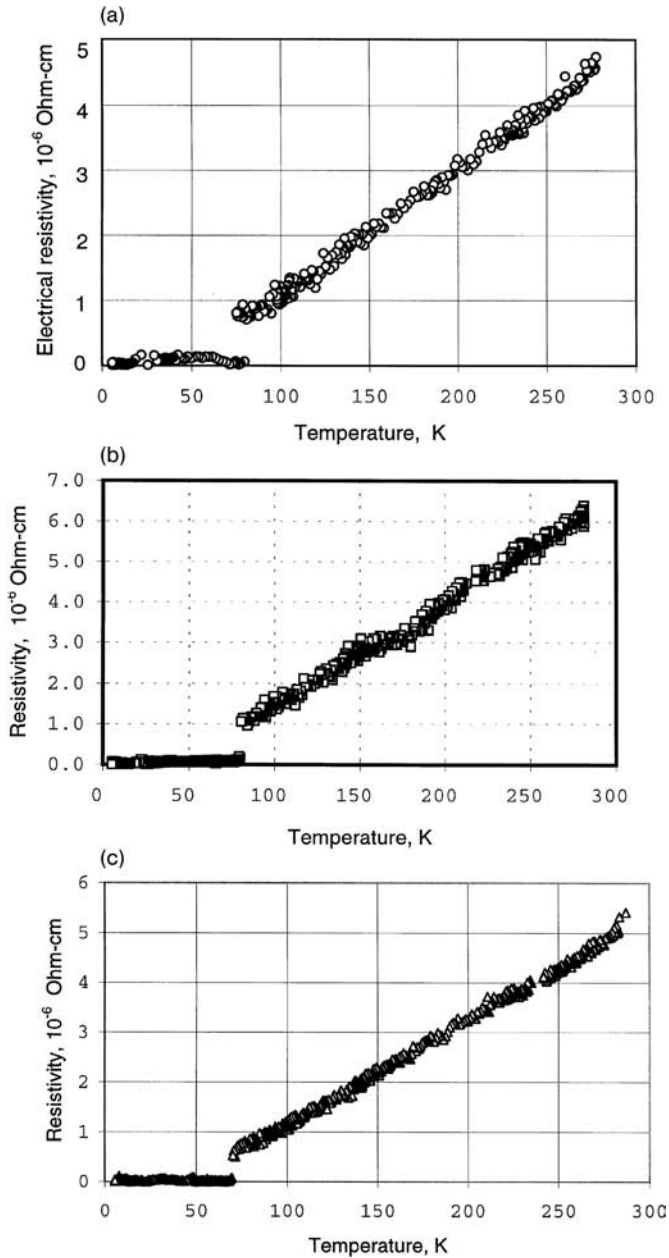 (a)
Electrical resistivity, 10⁻⁶ Ohm-cm
5
4
3
2
1
0
0 50 100 150 200 250 300
Temperature, K
(b)
Resistivity, 10⁻⁶ Ohm-cm
7.0
6.0
5.0
4.0
3.0
2.0
1.0
0.0
0 50 100 150 200 250 300
Temperature, K
(c)
Resistivity, 10⁻⁶ Ohm-cm
6
5
4
3
2
1
0
0 50 100 150 200 250 300
Temperature, K